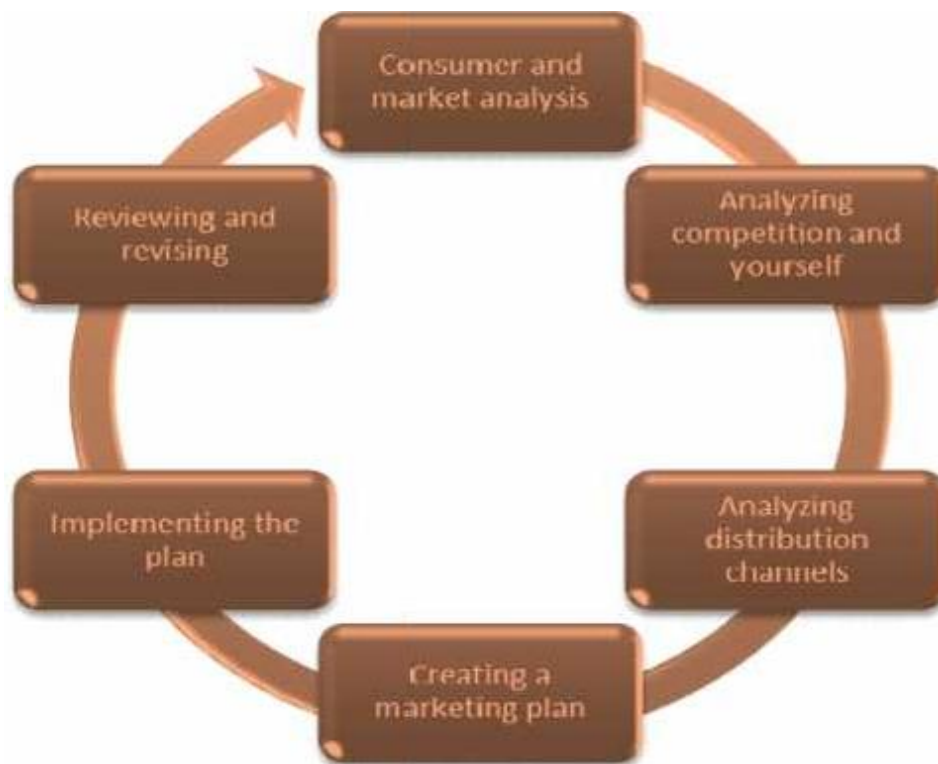 Consumer and
market analysis
Analyzing
competition and
yourself
Analyzing
distribution
channels
Creating a
marketing plan
Implementing the
plan
Reviewing and
revising